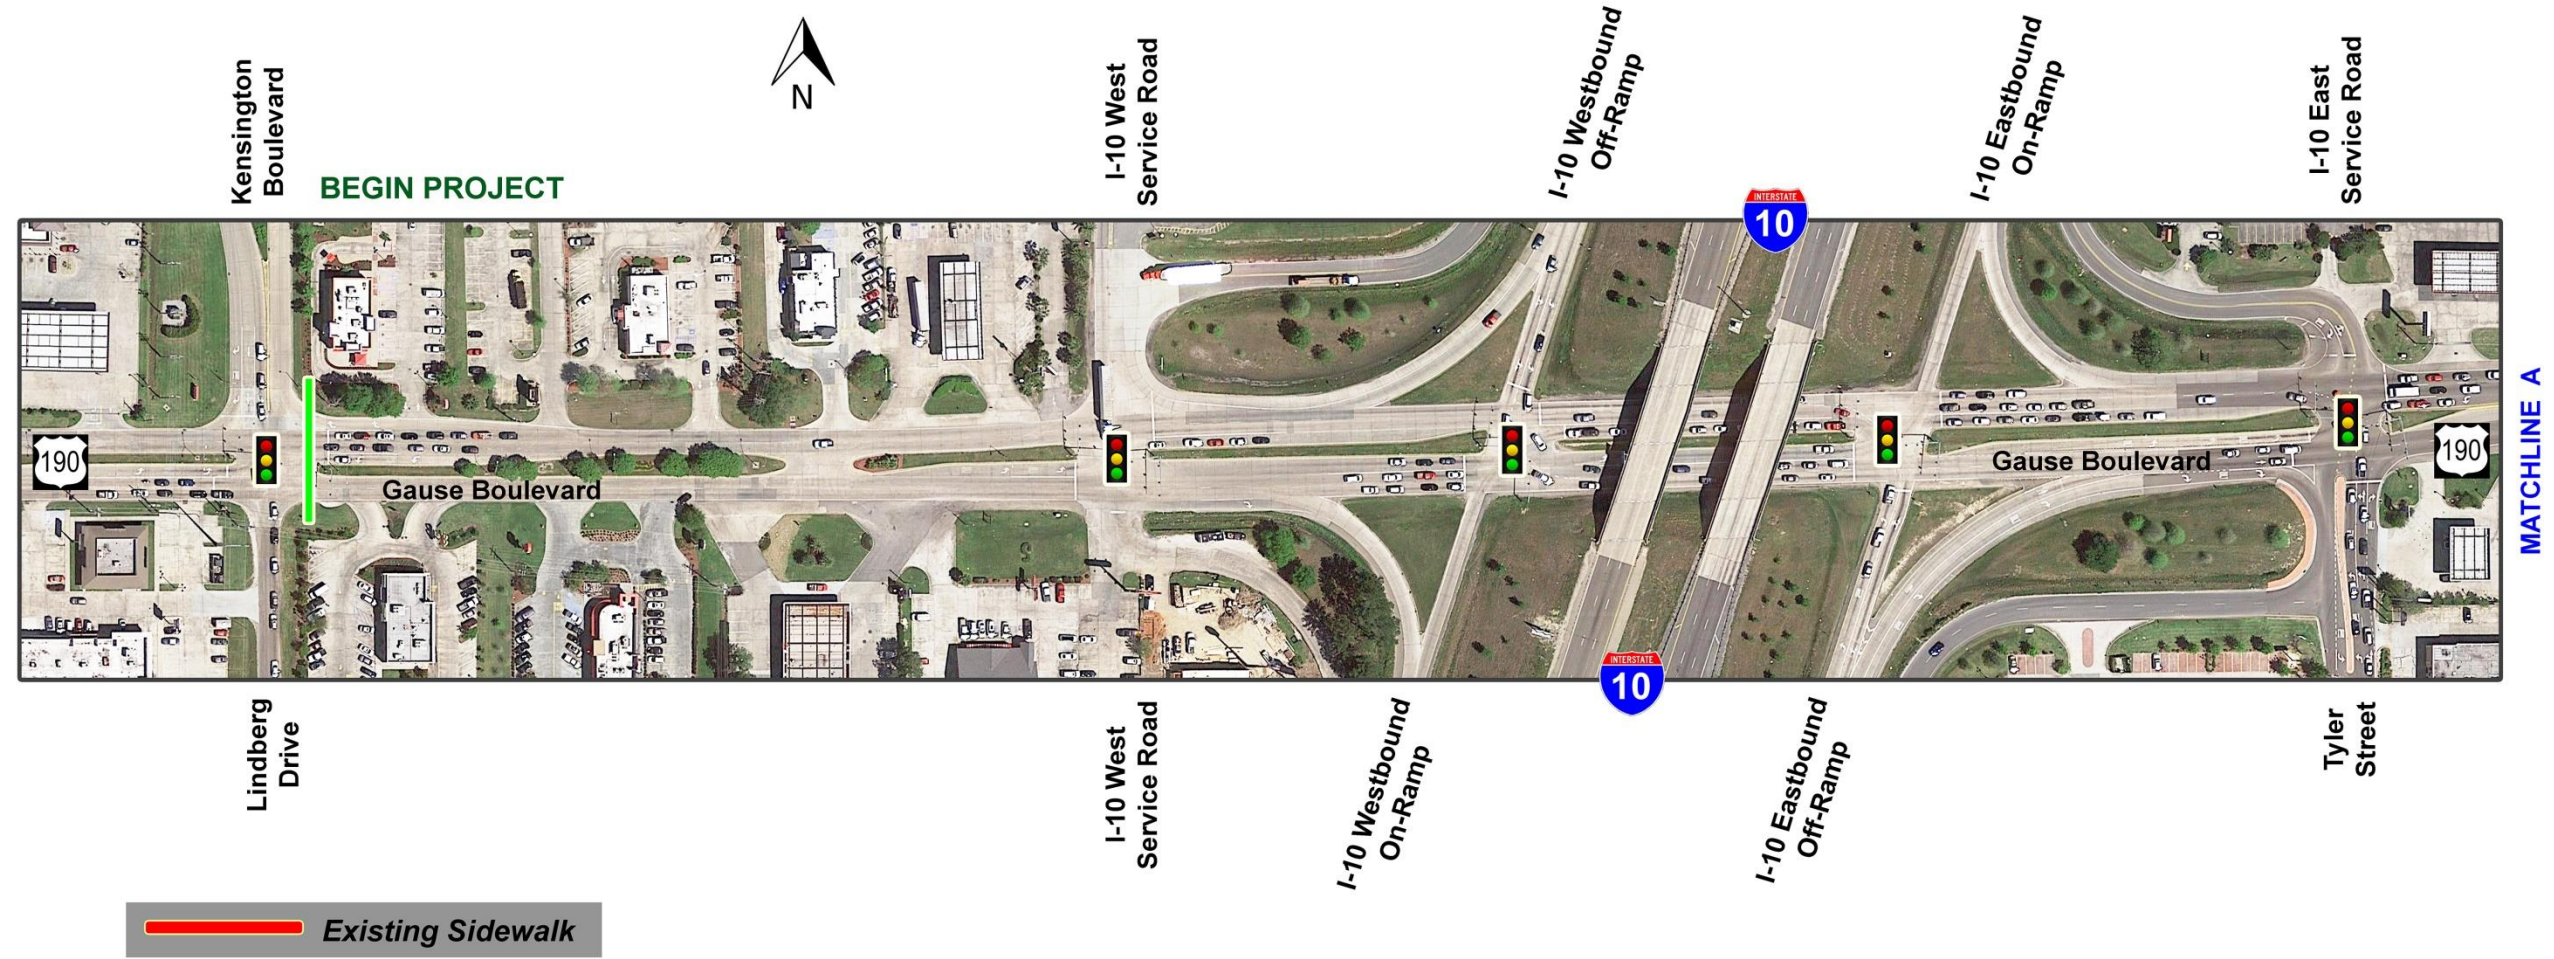 Kensington
Boulevard
BEGIN PROJECT
N
I-10 West
Service Road
I-10 Westbound
Off-Ramp
INTERSTATE
10
I-10 Eastbound
On-Ramp
I-10 East
Service Road
190
Gause Boulevard
Gause Boulevard
190
MATCHLINE A
Lindberg
Drive
I-10 West
Service Road
I-10 Westbound
On-Ramp
INTERSTATE
10
I-10 Eastbound
Off-Ramp
Tyler
Street
Existing Sidewalk